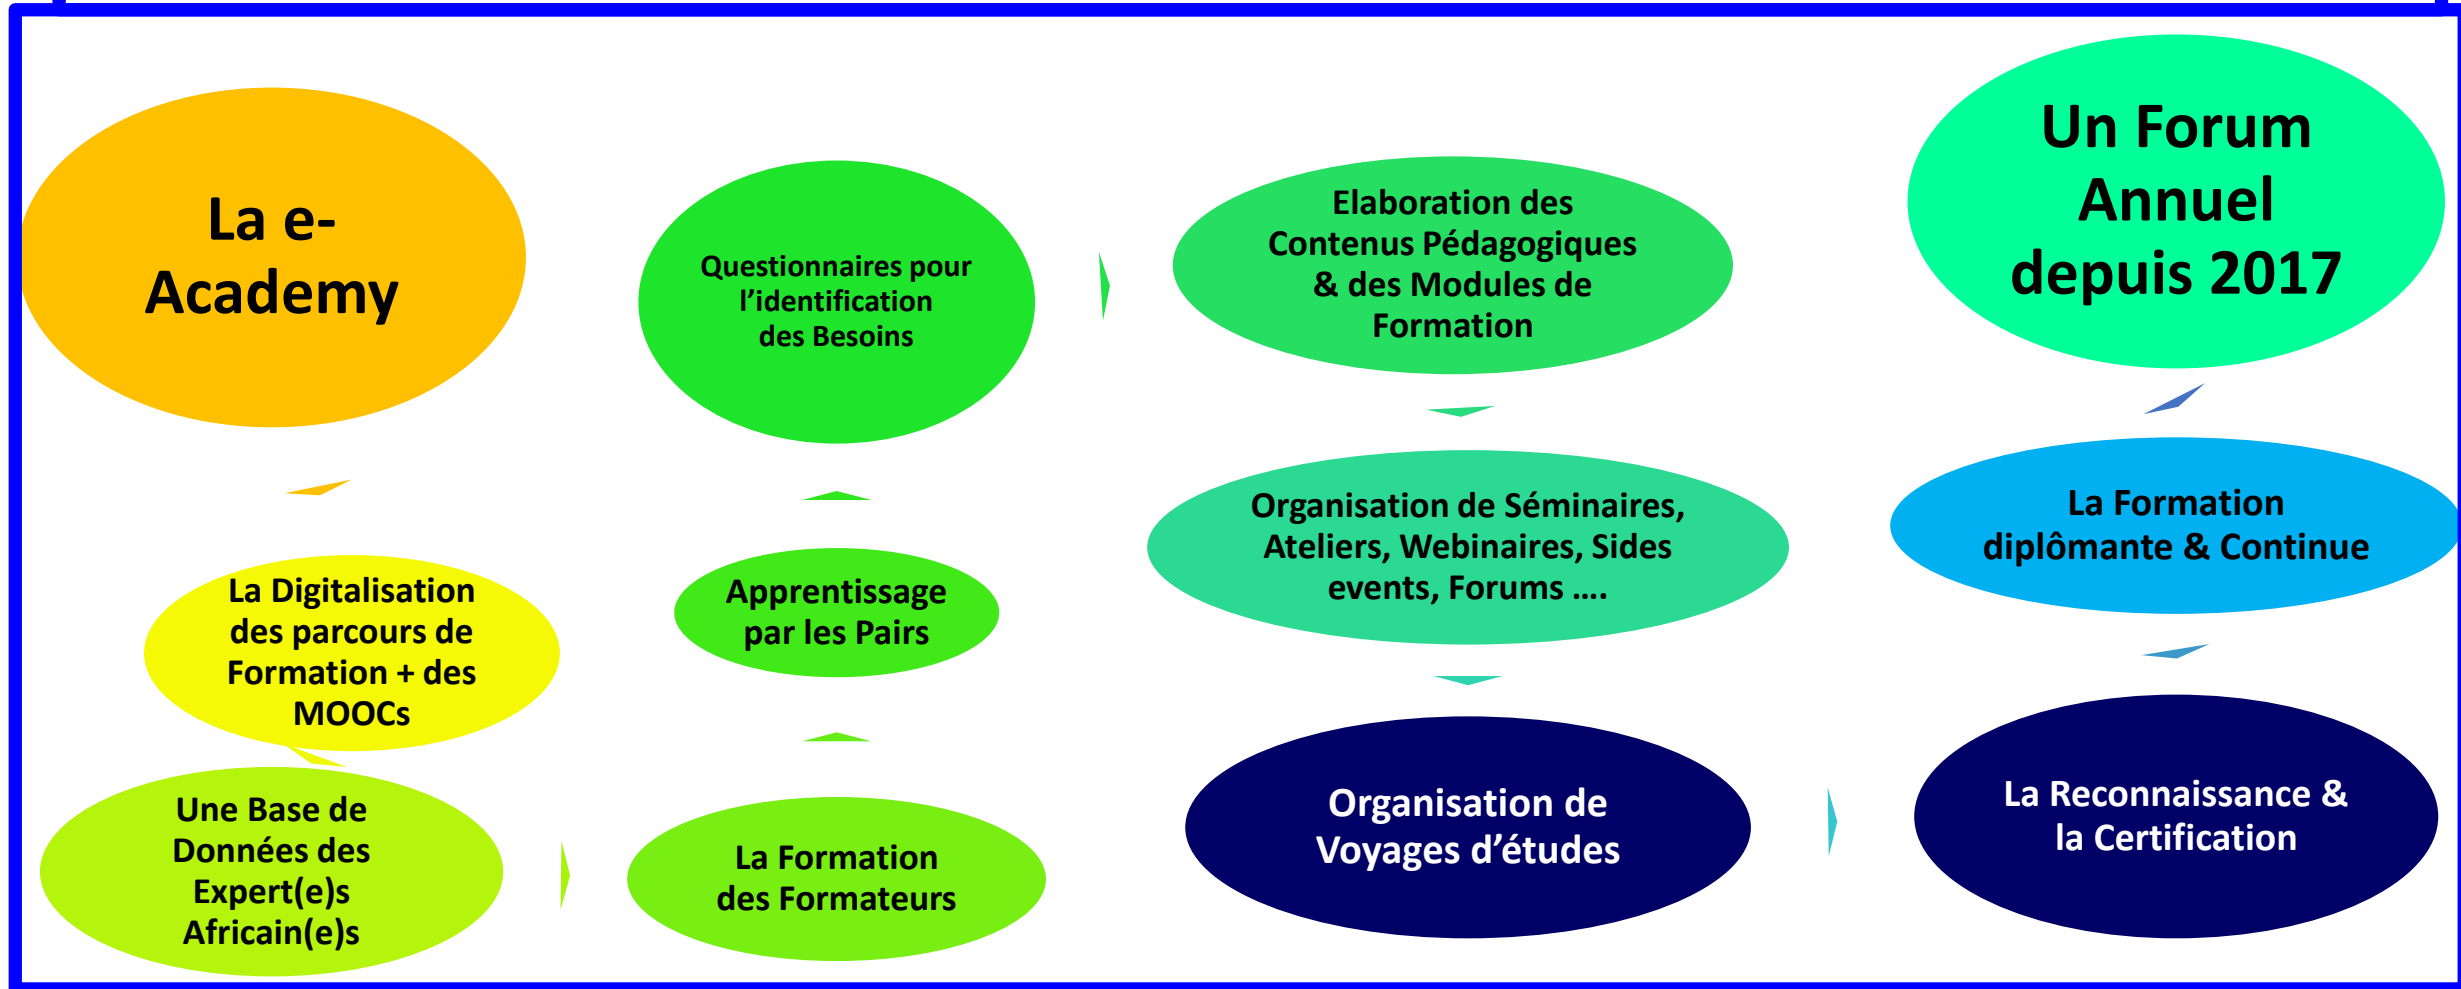 La e-
Academy
La Digitalisation
des parcours de
Formation + des
MOOCs
Une Base de
Données des
Expert(e)s
Africain(e)s
Questionnaires pour
l’identification
des Besoins
Apprentissage
par les Pairs
La Formation
des Formateurs
Elaboration des
Contenus Pédagogiques
& des Modules de
Formation
Organisation de Séminaires,
Ateliers, Webinaires, Sides
events, Forums ….
Organisation de
Voyages d’études
Un Forum
Annuel
depuis 2017
La Formation
diplômante & Continue
La Reconnaissance &
la Certification